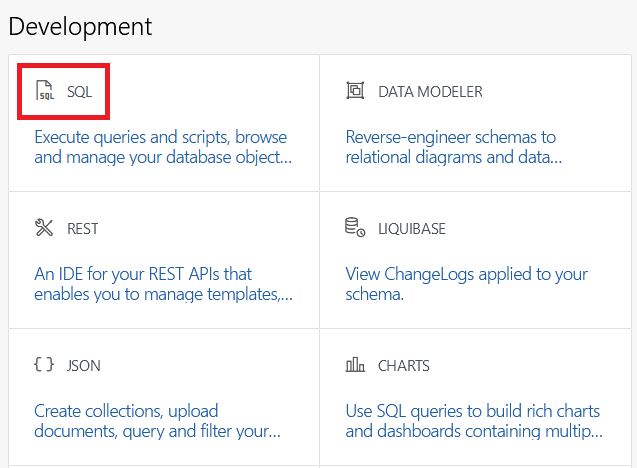 Development
SQL
SQL
Execute queries and scripts, browse
and manage your database object...
DATA MODELER
Reverse-engineer schemas to
relational diagrams and data...
REST
An IDE for your REST APIs that
enables you to manage templates,...
LIQUIBASE
View ChangeLogs applied to your
schema.
JSON
Create collections, upload
documents, query and filter your...
CHARTS
Use SQL queries to build rich charts
and dashboards containing multip...